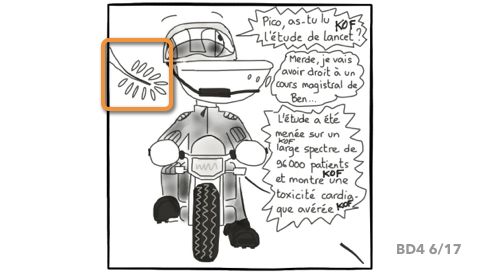 Pico, as-tu lu KOF
l'étude de lancet?
Merde, je vais
avoir droit à un
cours magistral de
Ben...
L'étude a été
menée sur un
KOF
large spectre de
96000 patients
KOF
et montre une
toxicité cardia-
que avérée KOF
BD4 6/17